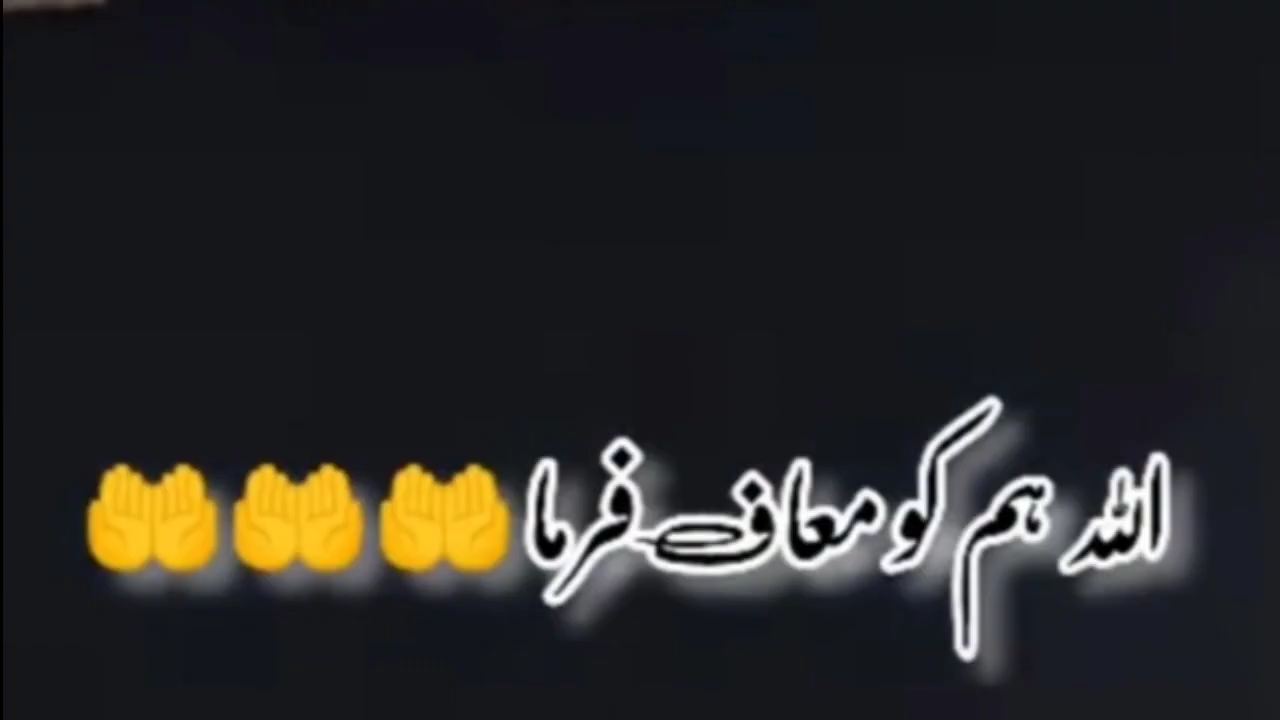 اللہ ہم کو معاف فرما 🤲🤲🤲